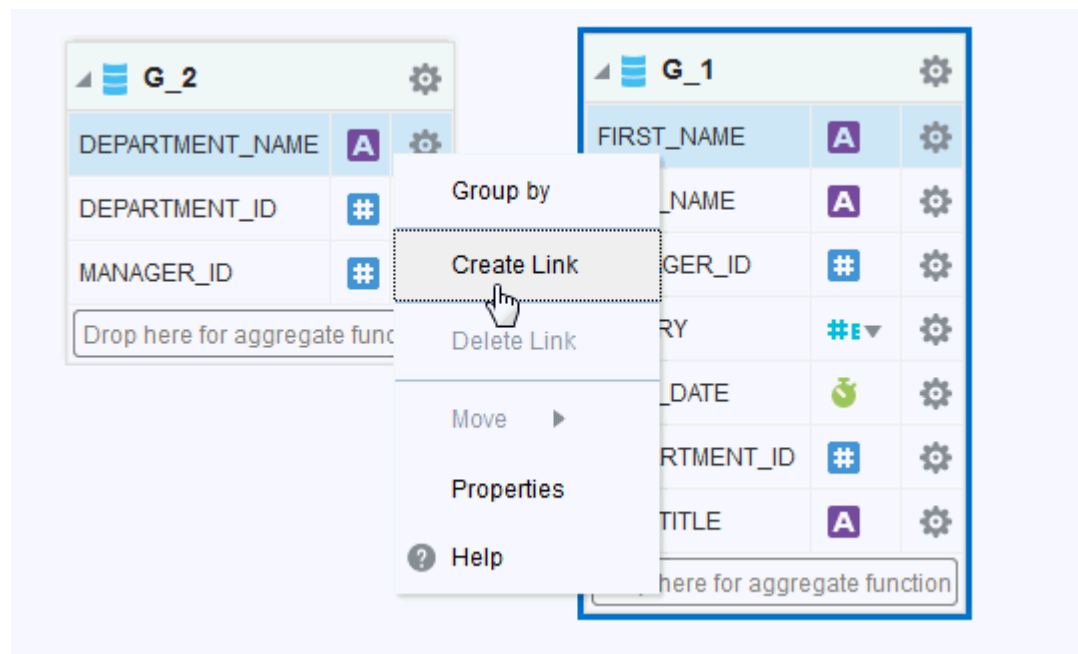 G_2
DEPARTMENT_NAME A
DEPARTMENT_ID #
MANAGER_ID #
Drop here for aggregate func
Group by
Create Link
Delete Link
Move
Properties
? Help
G_1
FIRST_NAME A
_NAME A
GER_ID #
RY #E
_DATE
RTMENT_ID #
TITLE A
here for aggregate function